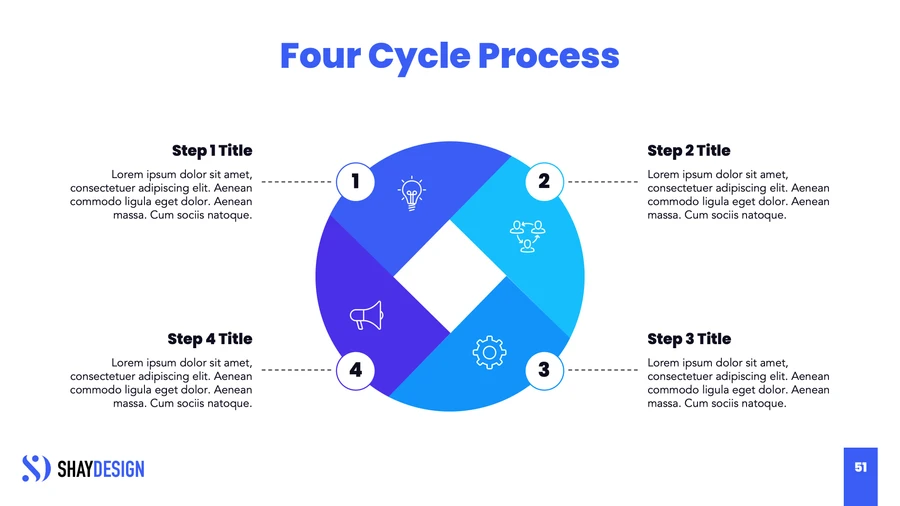 Four Cycle Process
Step 1 Title
Lorem ipsum dolor sit amet,
consectetuer adipiscing elit. Aenean
commodo ligula eget dolor. Aenean
massa. Cum sociis natoque.
1
2
Step 2 Title
Lorem ipsum dolor sit amet,
consectetuer adipiscing elit. Aenean
commodo ligula eget dolor. Aenean
massa. Cum sociis natoque.
Step 4 Title
Lorem ipsum dolor sit amet,
consectetuer adipiscing elit. Aenean
commodo ligula eget dolor. Aenean
massa. Cum sociis natoque.
4
3
Step 3 Title
Lorem ipsum dolor sit amet,
consectetuer adipiscing elit. Aenean
commodo ligula eget dolor. Aenean
massa. Cum sociis natoque.
SHAYDESIGN
51